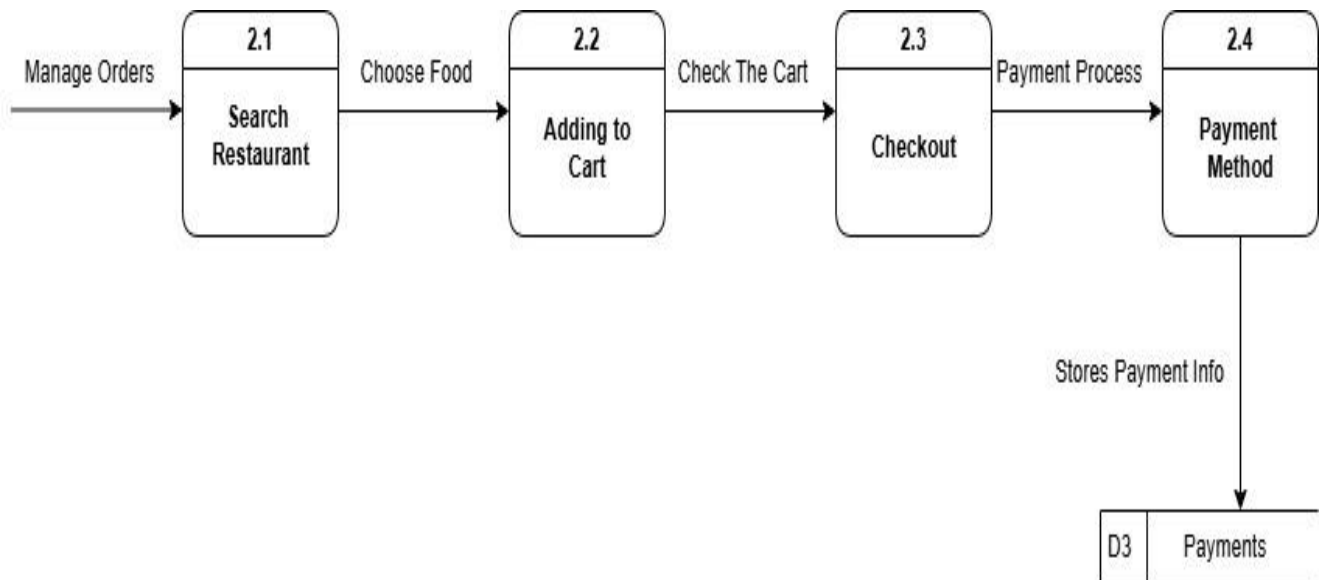 2.1
2.2
2.3
2.4
Manage Orders
Choose Food
Check The Cart
Payment Process
Search
Restaurant
Adding to
Cart
Checkout
Payment
Method
Stores Payment Info
D3
Payments